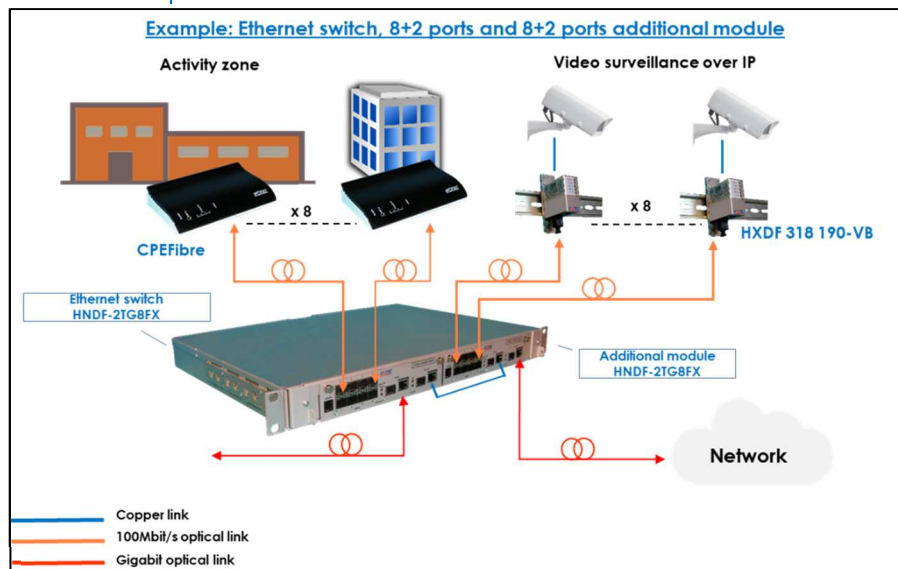 Example: Ethernet switch, 8+2 ports and 8+2 ports additional module
Activity zone
Video surveillance over IP
x 8
x 8
CPEFibre
HXDF 318 190-VB
Ethernet switch
HNDF-2TG8FX
Additional module
HNDF-2TG8FX
Network
Copper link
100Mbit/s optical link
Gigabit optical link